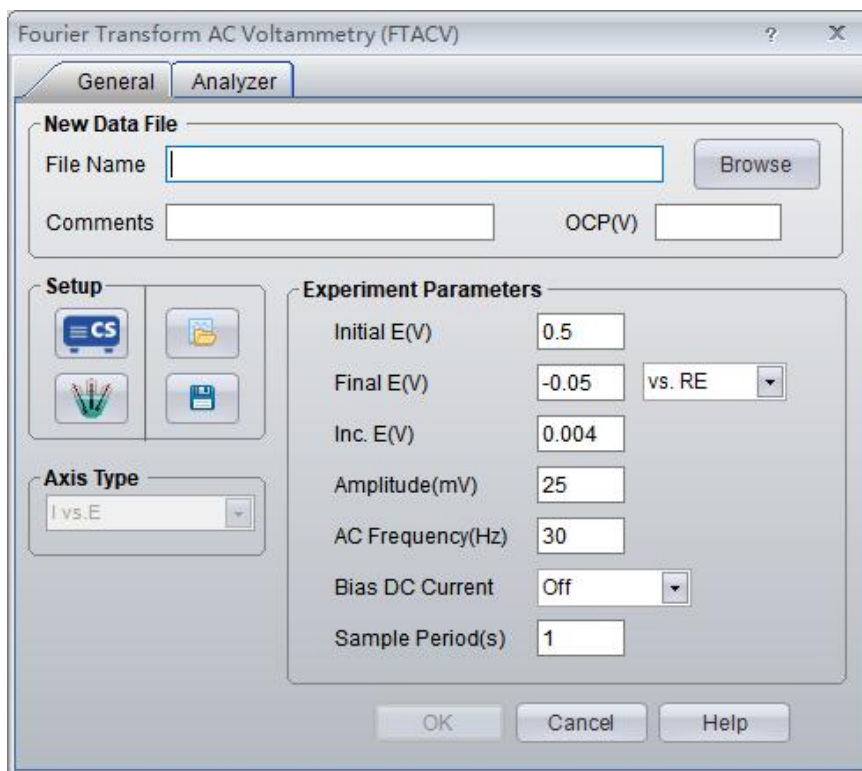 Fourier Transform AC Voltammetry (FTACV) ? X
General Analyzer
New Data File
File Name Browse
Comments OCP(V)
Setup
CS
Axis Type
I vs.E
Experiment Parameters
Initial E(V) 0.5
Final E(V) -0.05 vs. RE
Inc. E(V) 0.004
Amplitude(mV) 25
AC Frequency(Hz) 30
Bias DC Current Off
Sample Period(s) 1
OK Cancel Help